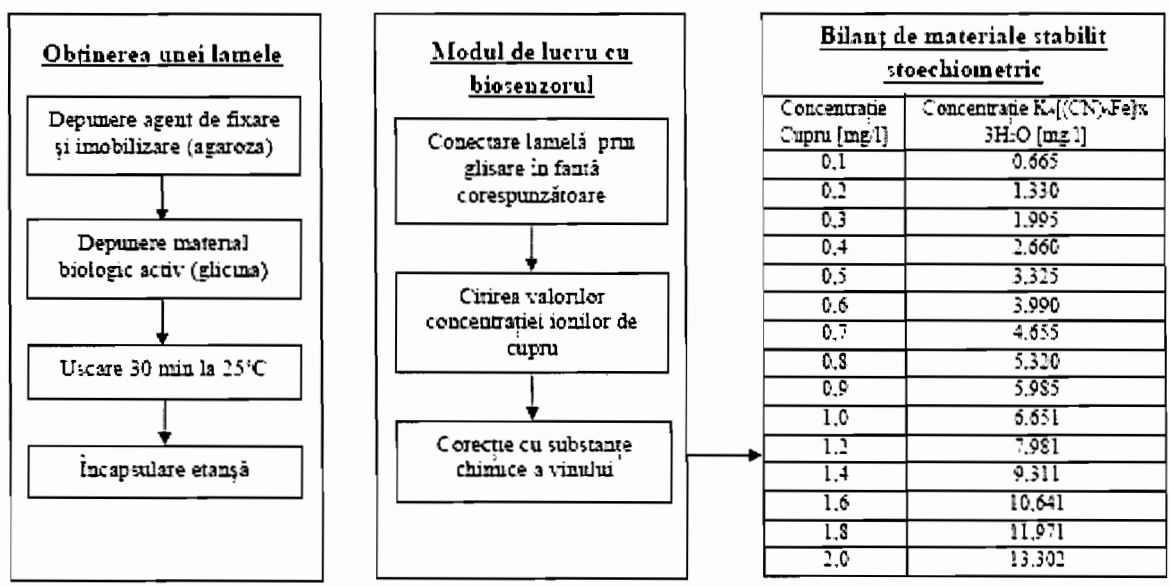 Obținerea unei lamele
Depunere agent de fixare
și imobilizare (agaroza)
Depunere material
biologic activ (glicina)
Uscare 30 min la 25°C
Încapsulare etanșă
Modul de lucru cu
biosenzorul
Conectare lamelă prin
glisare în fantă
corespunzătoare
Citirea valorilor
concentrației ionilor de
cupru
Corecție cu substanțe
chimice a vinului
Bilanț de materiale stabilit
stoechiometric
Concentrație Concentrație K₄[(CN)₆Fe]x
Cupru [mg/l] 3H₂O [mg/l]
0,1 0,665
0,2 1,330
0,3 1,995
0,4 2,660
0,5 3,325
0,6 3,990
0,7 4,655
0,8 5,320
0,9 5,985
1,0 6,651
1,2 7,981
1,4 9,311
1,6 10,641
1,8 11,971
2,0 13,302